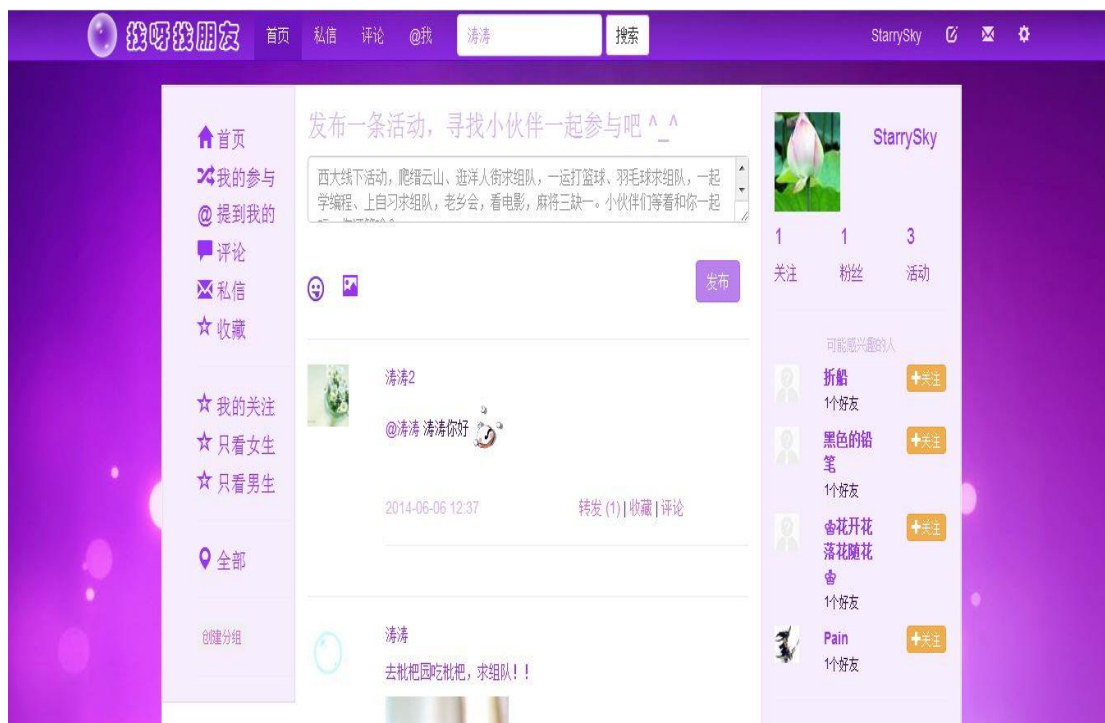 找呀找朋友 首页 私信 评论 @我 涛涛 搜索 StarrySky
首页
我的参与
@ 提到我的
评论
私信
收藏
我的关注
只看女生
只看男生
全部
创建分组
发布一条活动，寻找小伙伴一起参与吧 ^_^
西大线下活动，爬缙云山、逛洋人街求组队，一运打篮球、羽毛球求组队，一起
学编程、上自习求组队，老乡会，看电影，麻将三缺一。小伙伴们等着和你一起
发布
涛涛2
@涛涛 涛涛你好
2014-06-06 12:37 转发 (1) | 收藏 | 评论
涛涛
去枇杷园吃枇杷，求组队！！
StarrySky
1 1 3
关注 粉丝 活动
可能感兴趣的人
折船 +关注
1个好友
黑色的铅 +关注
笔
1个好友
花开花 +关注
落花随花
1个好友
Pain +关注
1个好友